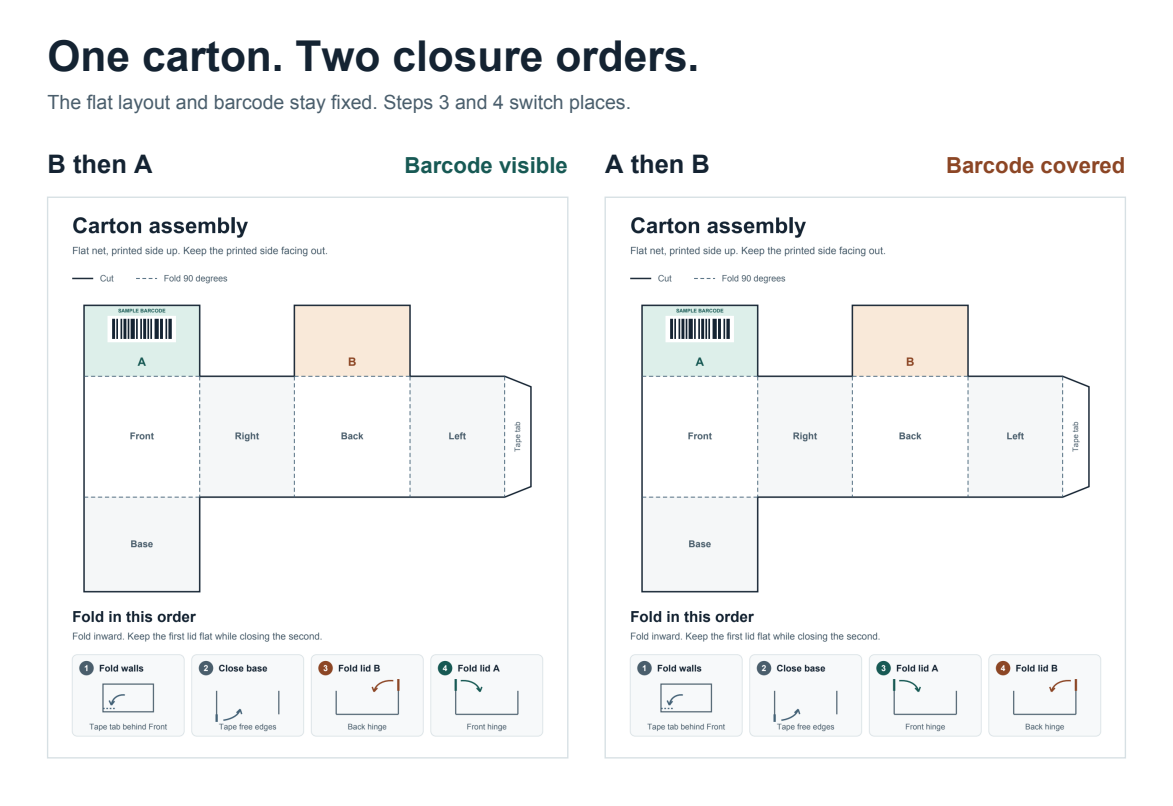 One carton. Two closure orders.
The flat layout and barcode stay fixed. Steps 3 and 4 switch places.
B then A
Barcode visible
Carton assembly
Flat net, printed side up. Keep the printed side facing out.
Cut
Fold 90 degrees
SAMPLE BARCODE
A
B
Front
Right
Back
Left
Tape tab
Base
Fold in this order
Fold inward. Keep the first lid flat while closing the second.
1 Fold walls
Tape tab behind Front
2 Close base
Tape free edges
3 Fold lid B
Back hinge
4 Fold lid A
Front hinge
A then B
Barcode covered
Carton assembly
Flat net, printed side up. Keep the printed side facing out.
Cut
Fold 90 degrees
SAMPLE BARCODE
A
B
Front
Right
Back
Left
Tape tab
Base
Fold in this order
Fold inward. Keep the first lid flat while closing the second.
1 Fold walls
Tape tab behind Front
2 Close base
Tape free edges
3 Fold lid A
Front hinge
4 Fold lid B
Back hinge